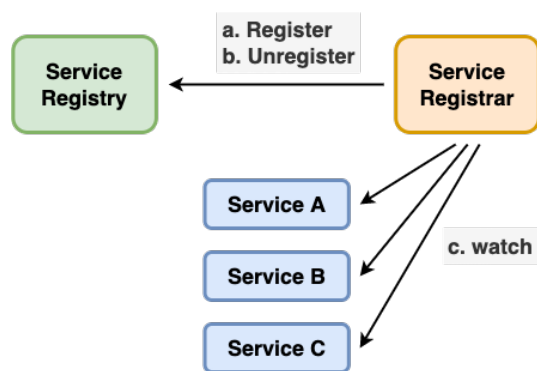 a. Register
b. Unregister
Service
Registry
Service
Registrar
Service A
Service B
c. watch
Service C